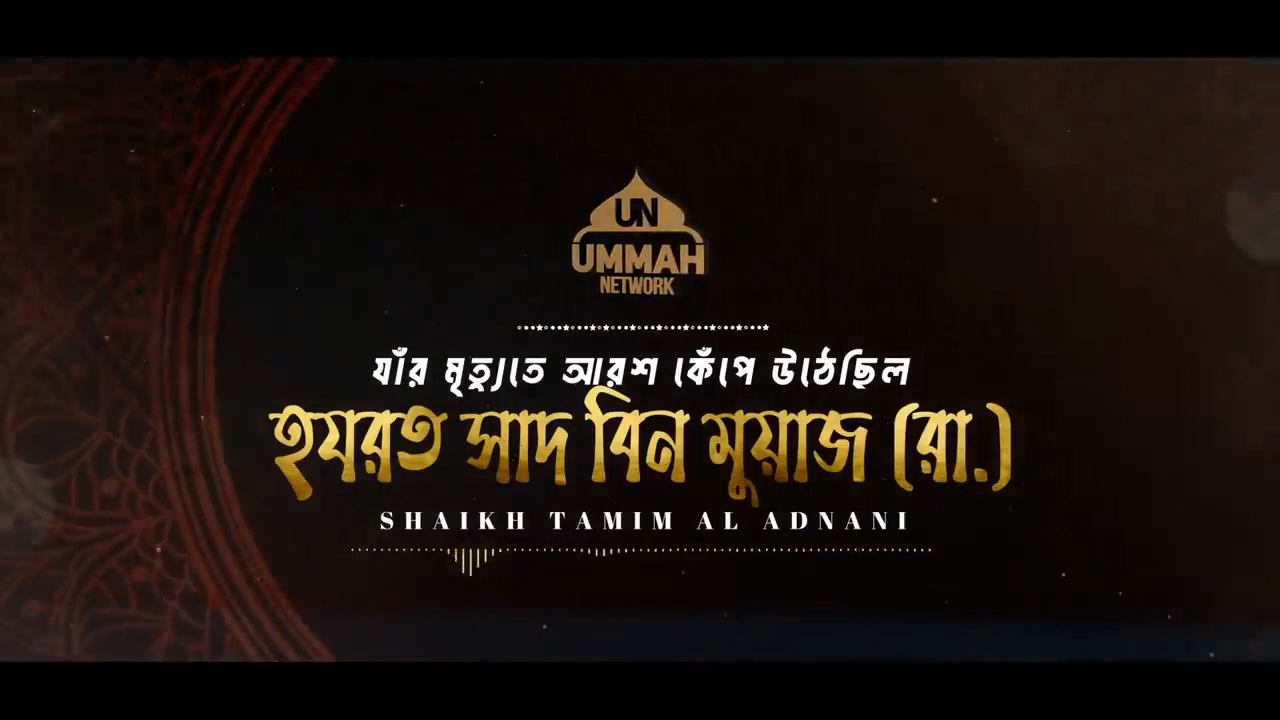 UN
UMMAH
NETWORK
যাঁর মৃত্যুতে আরশ কেঁপে উঠেছিল
হযরত সাদ বিন মুয়াজ (রা.)
SHAIKH TAMIM AL ADNANI